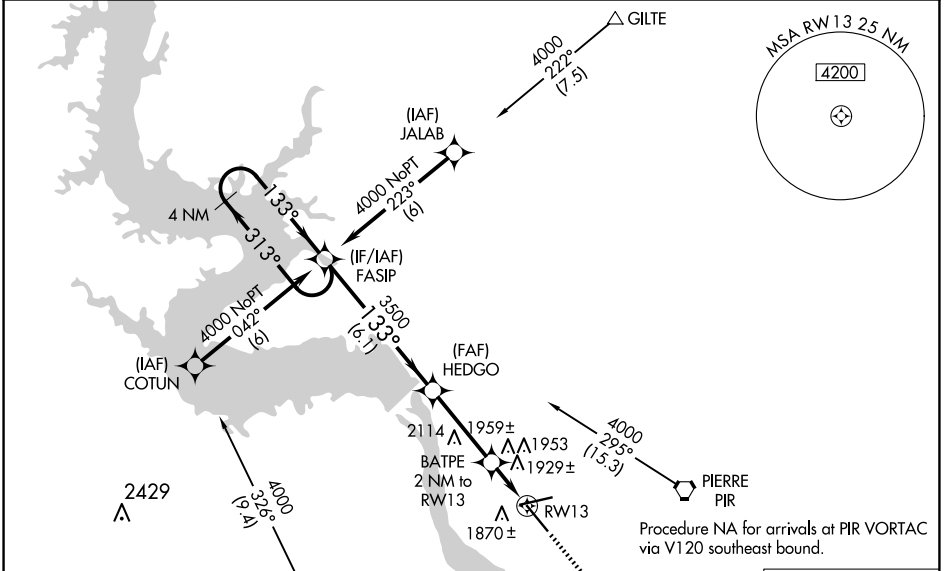 GILTE
4000
222°
(7.5)
MSA RW13 25 NM
4200
(IAF)
JALAB
4000 NoPT
223°
(6)
4 NM
133°
313°
(IF/IAF)
FASIP
4000 NoPT
042°
(6)
(IAF)
COTUN
3500
133°
(6.1)
(FAF)
HEDGO
2114
1959±
1953
1929±
BATPE
2 NM to
RW13
RW13
1870±
4000
295°
(15.3)
PIERRE
PIR
2429
4000
326°
(9.4)
Procedure NA for arrivals at PIR VORTAC
via V120 southeast bound.